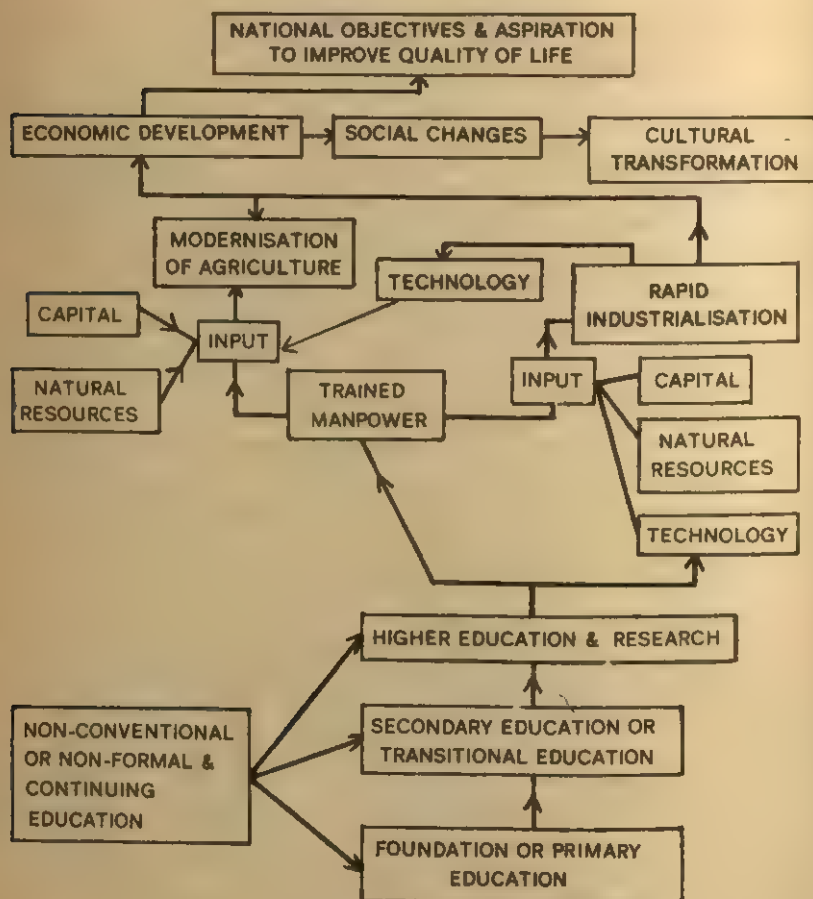 NATIONAL OBJECTIVES & ASPIRATION
TO IMPROVE QUALITY OF LIFE
ECONOMIC DEVELOPMENT
SOCIAL CHANGES
CULTURAL
TRANSFORMATION
MODERNISATION
OF AGRICULTURE
TECHNOLOGY
RAPID
INDUSTRIALISATION
CAPITAL
INPUT
NATURAL
RESOURCES
TRAINED
MANPOWER
INPUT
CAPITAL
NATURAL
RESOURCES
TECHNOLOGY
HIGHER EDUCATION & RESEARCH
NON-CONVENTIONAL
OR NON-FORMAL &
CONTINUING
EDUCATION
SECONDARY EDUCATION OR
TRANSITIONAL EDUCATION
FOUNDATION OR PRIMARY
EDUCATION